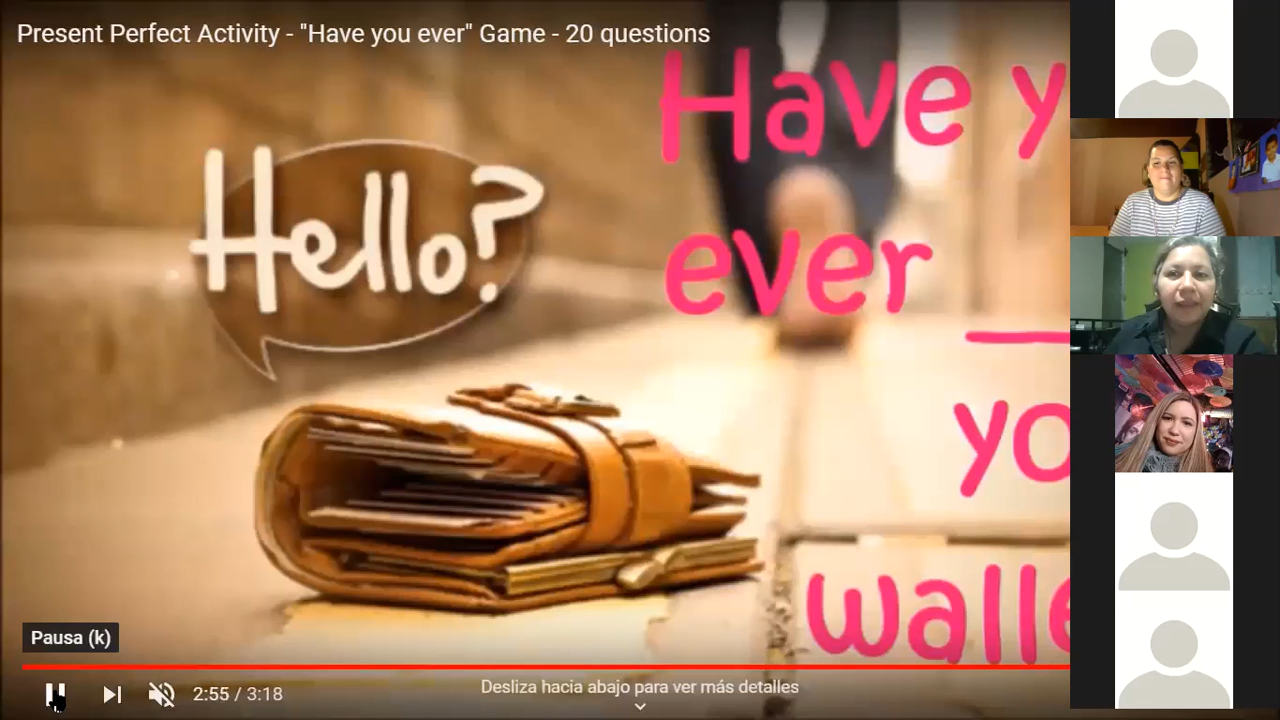 Present Perfect Activity - "Have you ever" Game - 20 questions
Hello?
Have y
ever __
yo
walle
Pausa (k)
2:55 / 3:18
Desliza hacia abajo para ver más detalles